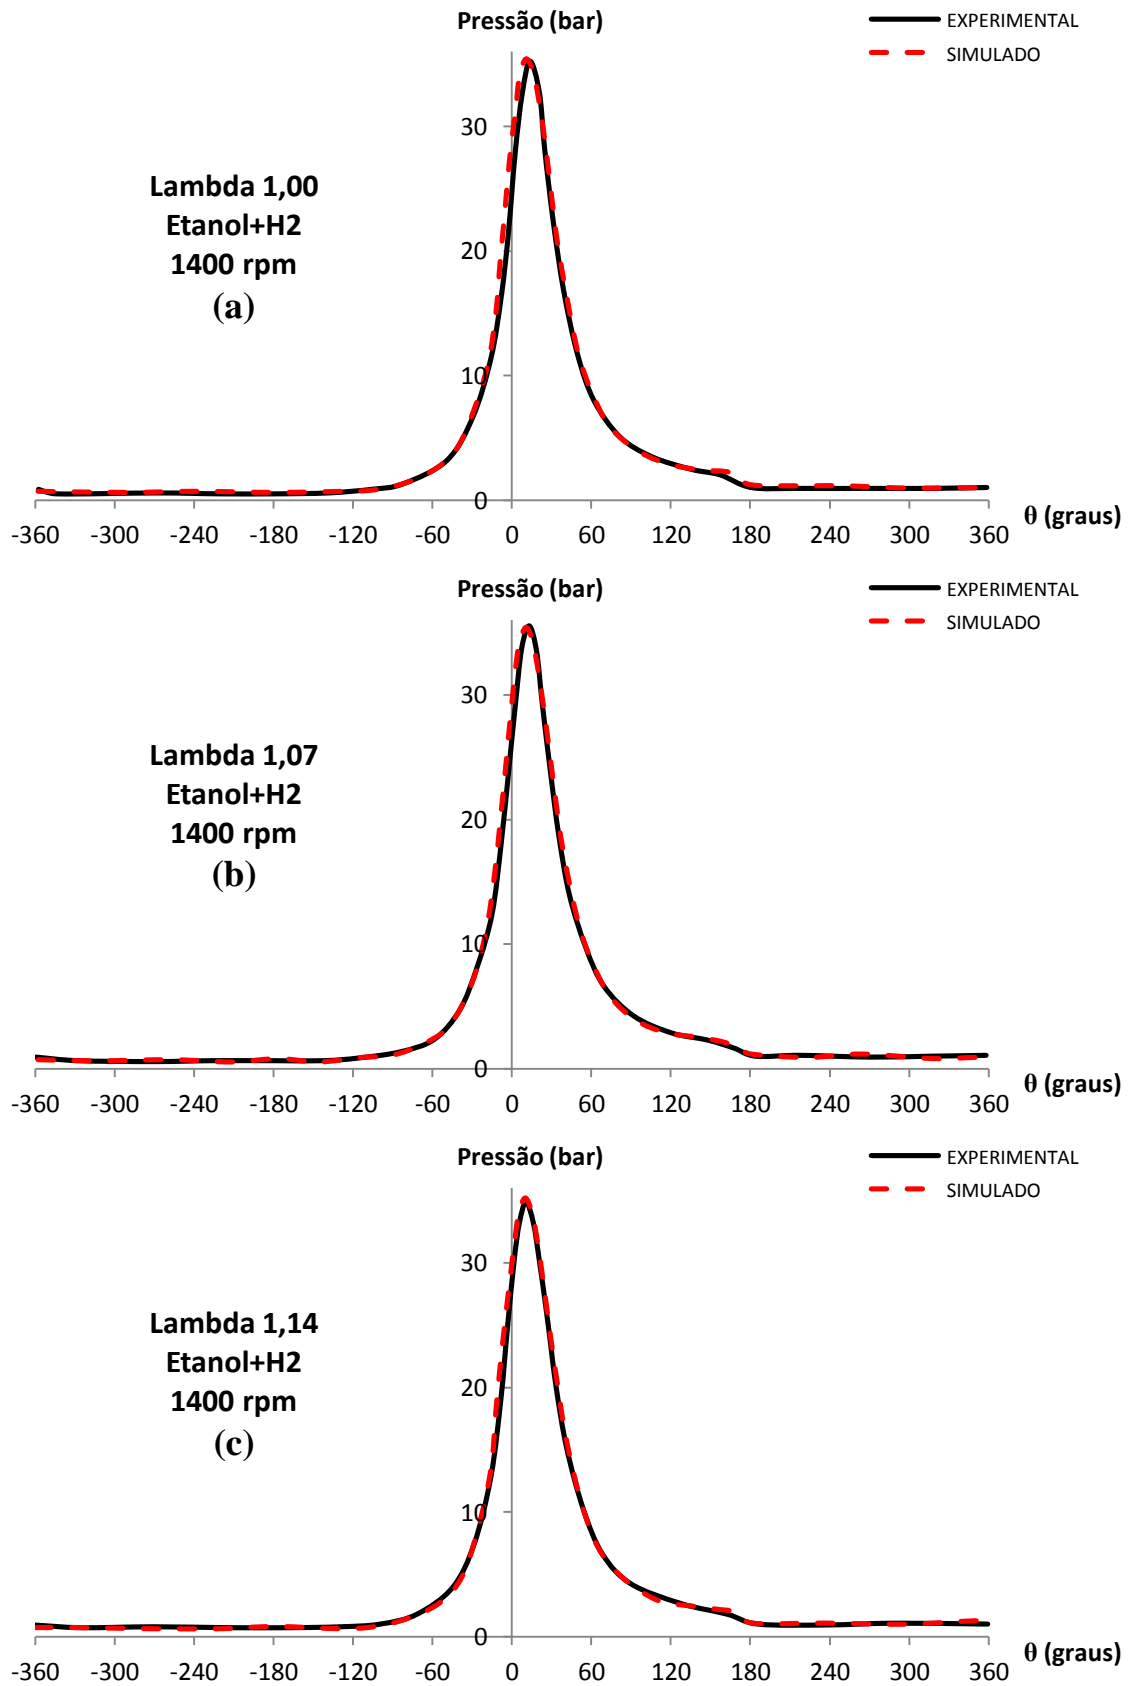 Pressão (bar)
EXPERIMENTAL
SIMULADO
30
Lambda 1,00
Etanol+H2
20
1400 rpm
(a)
10
0
θ (graus)
-360 -300 -240 -180 -120 -60 0 60 120 180 240 300 360
Pressão (bar)
EXPERIMENTAL
SIMULADO
30
Lambda 1,07
Etanol+H2
20
1400 rpm
(b)
10
0
θ (graus)
-360 -300 -240 -180 -120 -60 0 60 120 180 240 300 360
Pressão (bar)
EXPERIMENTAL
SIMULADO
30
Lambda 1,14
Etanol+H2
20
1400 rpm
(c)
10
0
θ (graus)
-360 -300 -240 -180 -120 -60 0 60 120 180 240 300 360